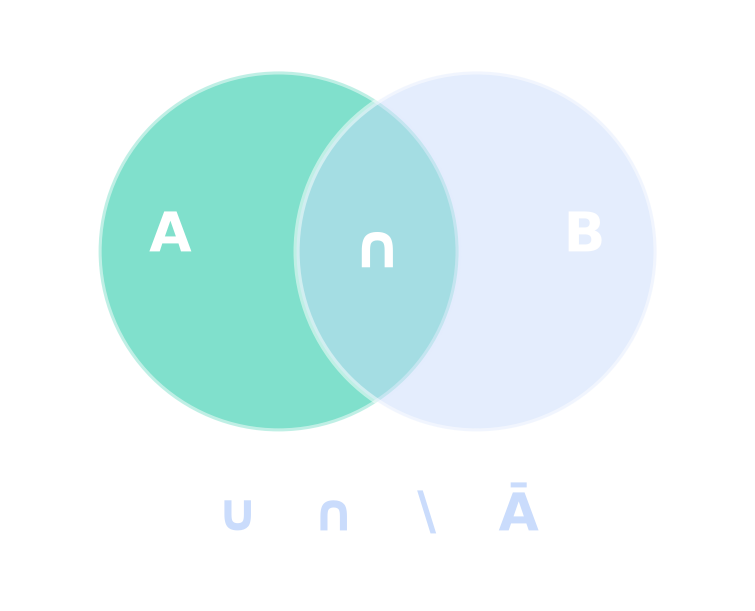 A ∩ B
∪ ∩ \ Ā